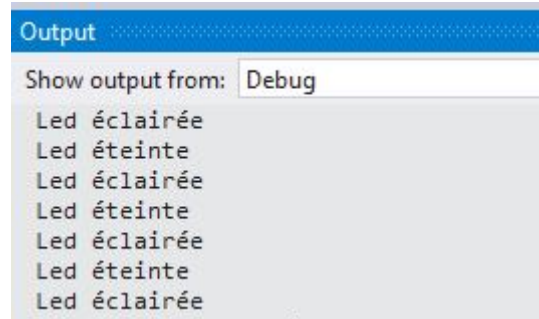 Output
Show output from: Debug
Led éclairée
Led éteinte
Led éclairée
Led éteinte
Led éclairée
Led éteinte
Led éclairée